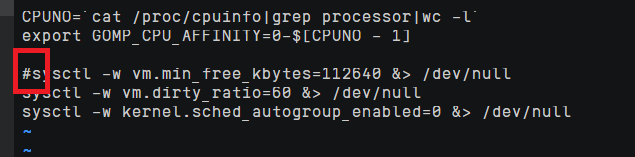 CPUNO=`cat /proc/cpuinfo|grep processor|wc -l`
export GOMP_CPU_AFFINITY=0-$[CPUNO - 1]
#sysctl -w vm.min_free_kbytes=112640 &> /dev/null
sysctl -w vm.dirty_ratio=60 &> /dev/null
sysctl -w kernel.sched_autogroup_enabled=0 &> /dev/null
~
~